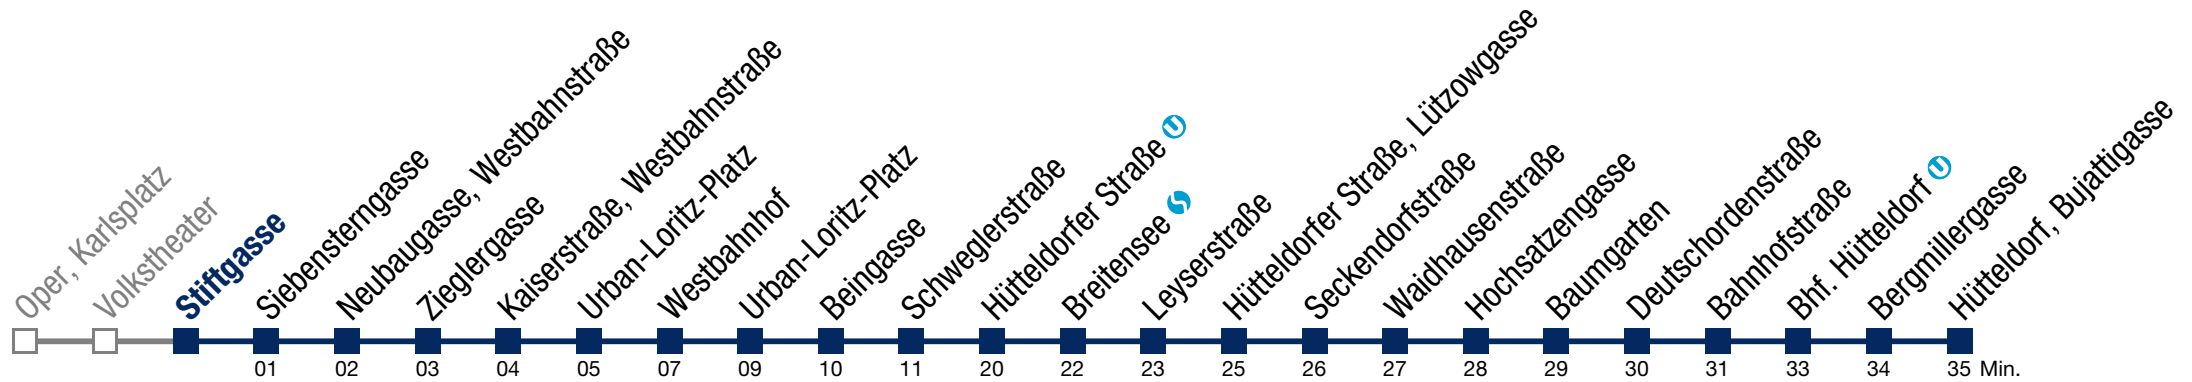 Oper, Karlsplatz
Volkstheater
Stiftgasse
Siebensterngasse
Neubaugasse, Westbahnstraße
Zieglergasse
Kaiserstraße, Westbahnstraße
Urban-Loritz-Platz
Westbahnhof
Urban-Loritz-Platz
Beingasse
Schweglerstraße
Hütteldorfer Straße U
Breitensee S
Leyserstraße
Hütteldorfer Straße, Lützowgasse
Seckendorfstraße
Waidhausenstraße
Hochsatzengasse
Baumgarten
Deutschordenstraße
Bahnhofstraße
Bhf. Hütteldorf U
Bergmillergasse
Hütteldorf, Bujattigasse
01 02 03 04 05 07 09 10 11 20 22 23 25 26 27 28 29 30 31 33 34 35 Min.